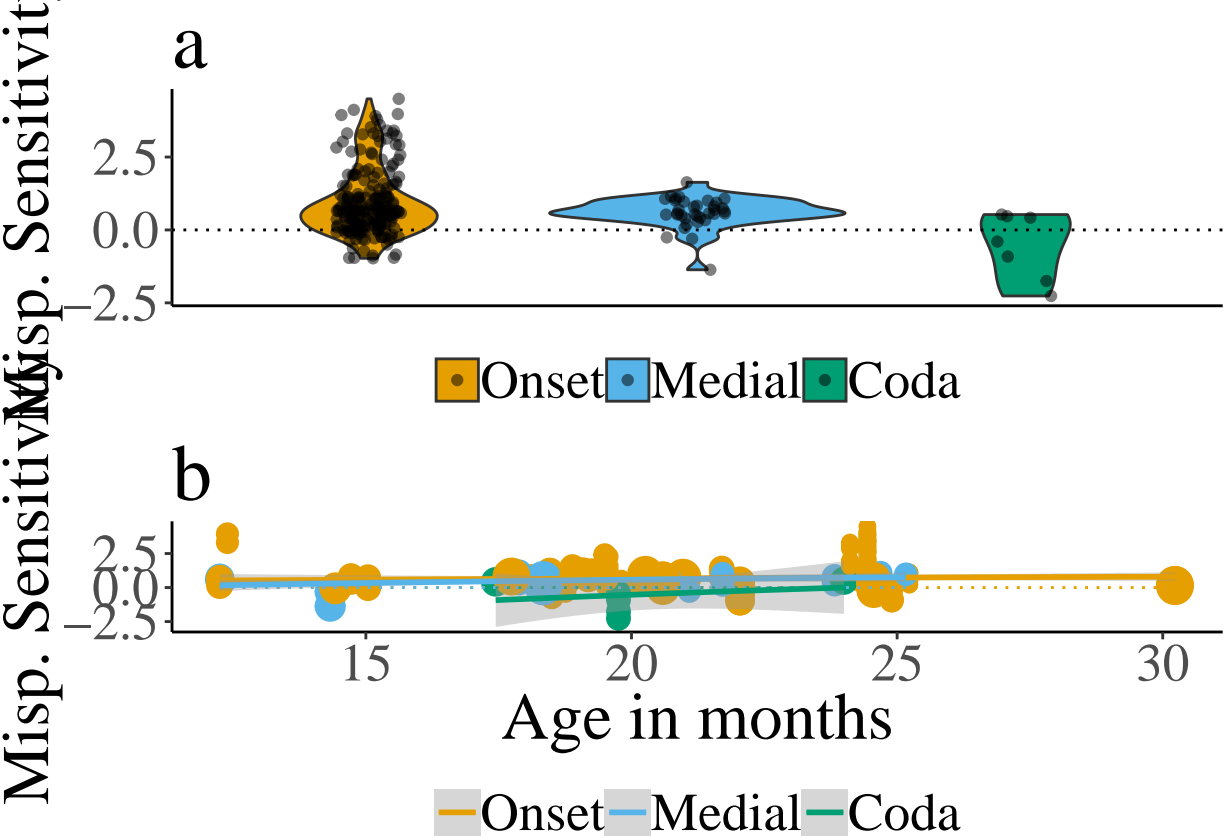 a
Misp. Sensitivity
2.5
0.0
−2.5
Onset Medial Coda
b
Misp. Sensitivity
2.5
0.0
−2.5
15 20 25 30
Age in months
Onset Medial Coda